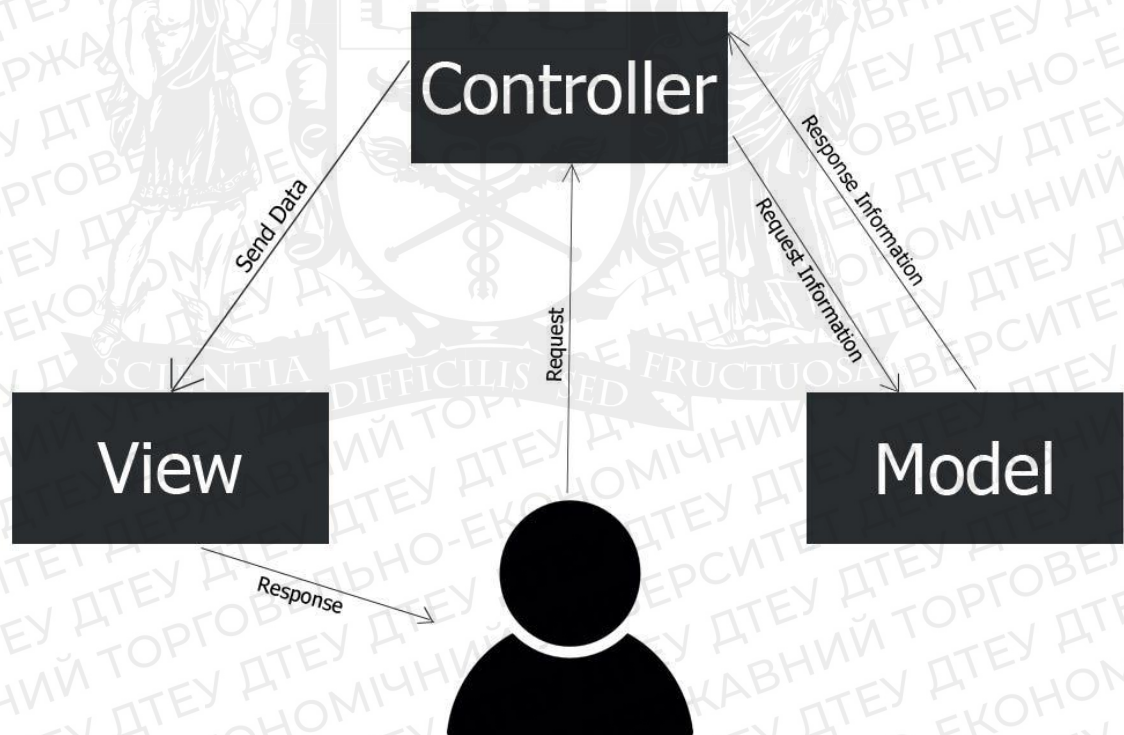 Controller
Send Data
Request
Request Information
Response Information
View
Model
Response
SCIENTIA DIFFICILIS SED FRUCTUOSA